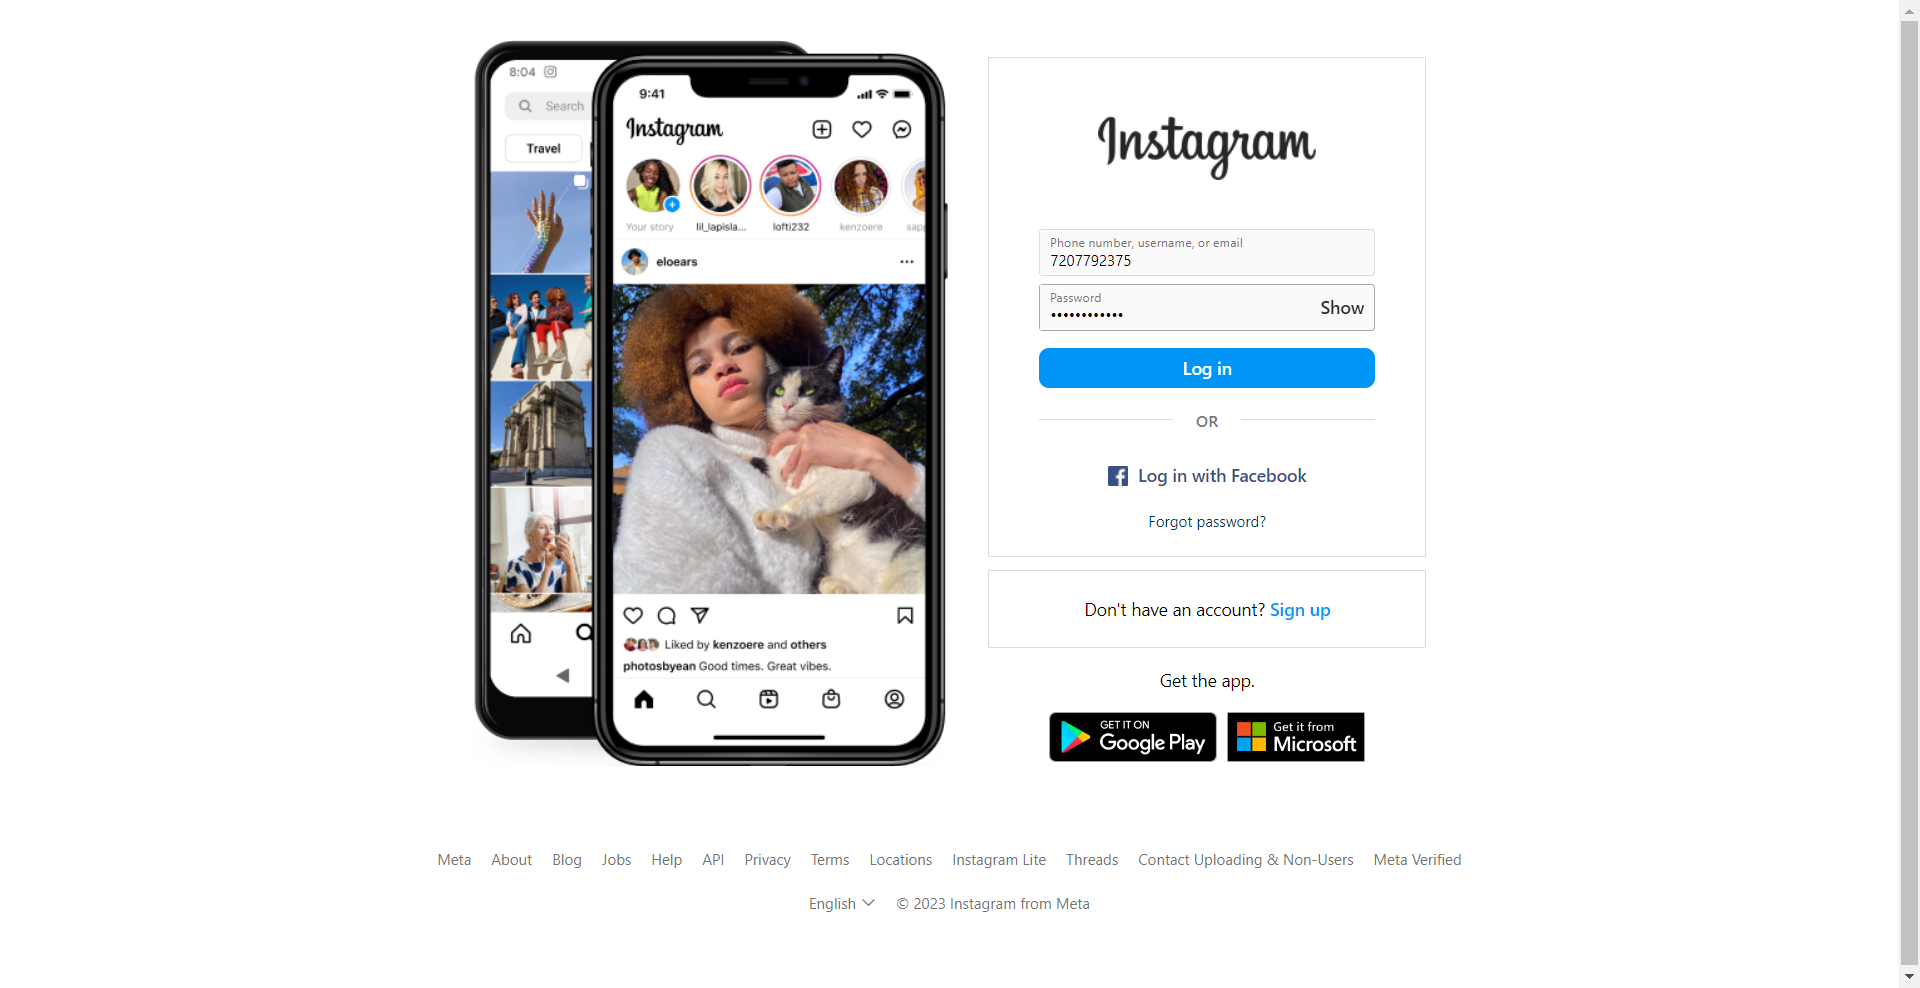 8:04
Search
Travel
9:41
Instagram
Your story
lil_lapisla...
lofti232
kenzoere
sapp
eloears
Liked by kenzoere and others
photosbyean Good times. Great vibes.
Instagram
Phone number, username, or email
7207792375
Password
••••••••••••
Show
Log in
OR
Log in with Facebook
Forgot password?
Don't have an account? Sign up
Get the app.
GET IT ON
Google Play
Get it from
Microsoft
Meta About Blog Jobs Help API Privacy Terms Locations Instagram Lite Threads Contact Uploading & Non-Users Meta Verified
English © 2023 Instagram from Meta